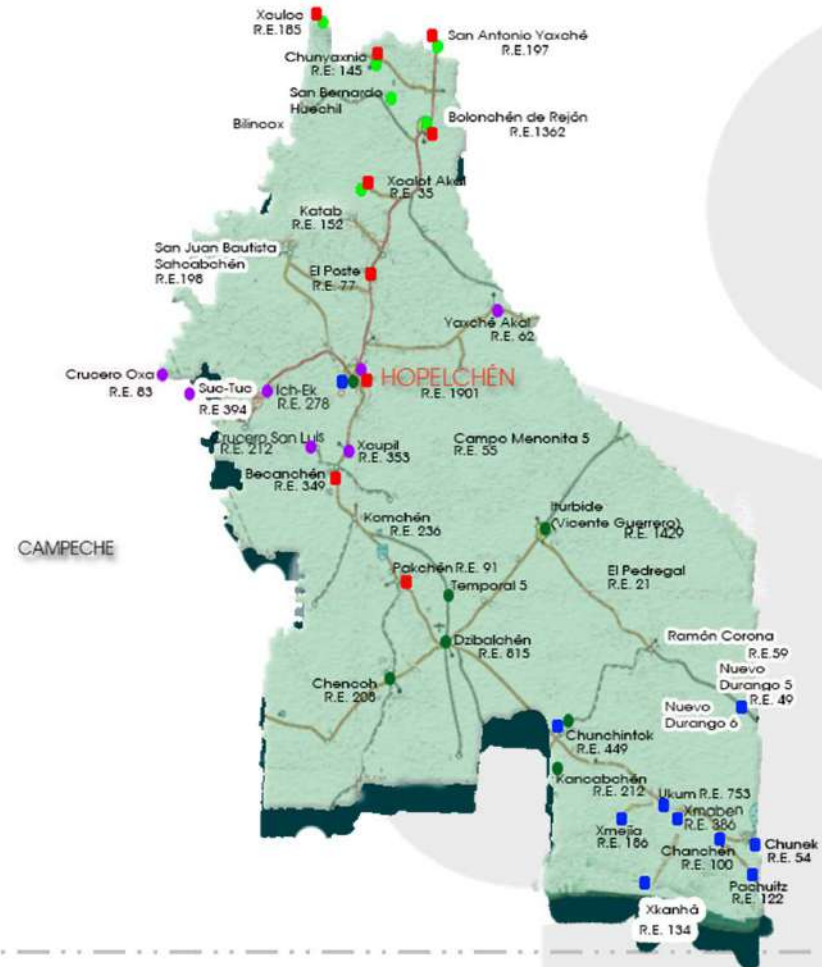 Xculoc
R.E.185
San Antonio Yaxché
R.E.197
Chunyaxnic
R.E: 145
San Bernardo
Huechil
Bilincox
Bolonchén de Rejón
R.E.1362
Xcalot Akal
R.E. 35
Katab
R.E. 152
San Juan Bautista
Sahcabchén
R.E.198
El Poste
R.E. 77
Yaxché Akal
R.E. 62
Crucero Oxa
R.E. 83
Suc-Tuc
R.E 394
Ich-Ek
R.E. 278
HOPELCHÉN
R.E. 1901
Crucero San Luis
R.E. 212
Xcupil
R.E. 353
Campo Menonita 5
R.E. 55
Becanchén
R.E. 349
Komchén
R.E. 236
Iturbide
(Vicente Guerrero)
R.E. 1429
CAMPECHE
Pakchén R.E. 91
Temporal 5
El Pedregal
R.E. 21
Dzibalchén
R.E. 815
Ramón Corona
R.E.59
Chencoh
R.E. 208
Nuevo
Durango 5
R.E. 49
Nuevo
Durango 6
Chunchintok
R.E. 449
Kancabchén
R.E. 212
Ukum R.E. 753
Xmaben
R.E. 386
Xmejía
R.E. 186
Chanchén
R.E. 100
Chunek
R.E. 54
Pachuitz
R.E. 122
Xkanhá
R.E. 134